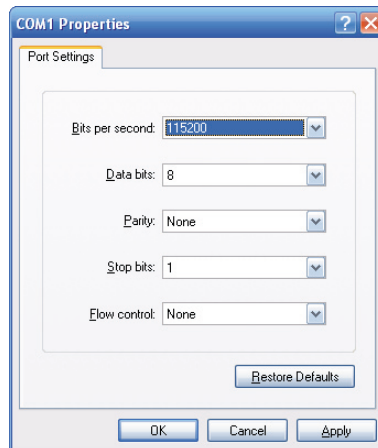 COM1 Properties
Port Settings
Bits per second: 115200
Data bits: 8
Parity: None
Stop bits: 1
Flow control: None
Restore Defaults
OK Cancel Apply